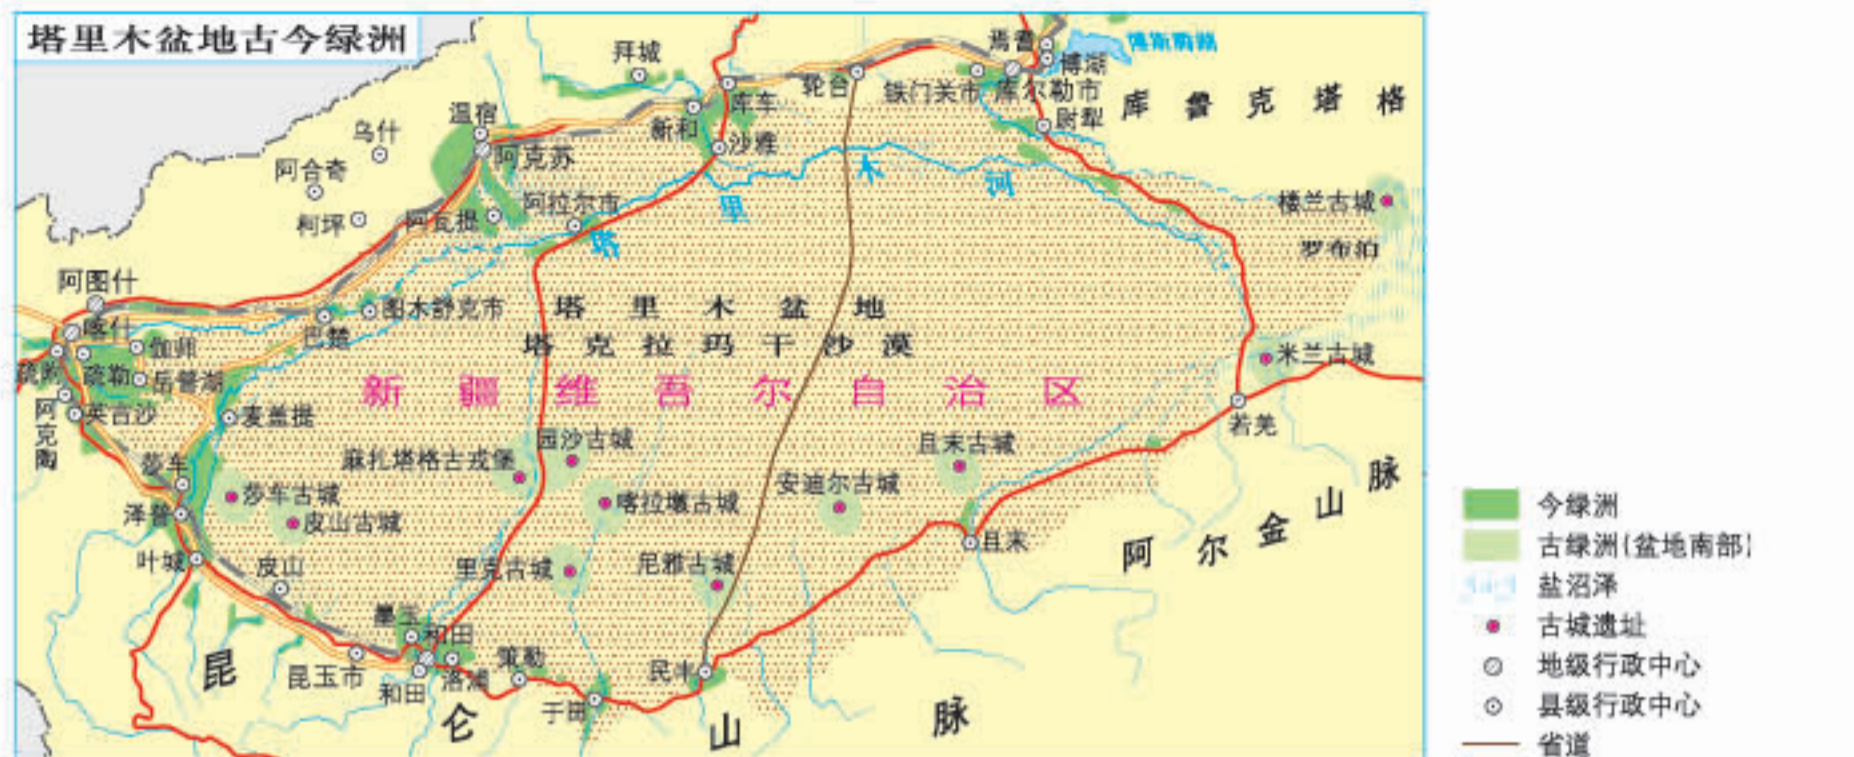 塔里木盆地古今绿洲
拜城
焉耆
博斯腾湖
博湖
轮台
铁门关市
库尔勒市
库车
库鲁克塔格
温宿
新和
尉犁
乌什
沙雅
阿克苏
阿合奇
木
河
阿拉尔市
里
楼兰古城
柯坪
阿瓦提
塔
罗布泊
阿图什
图木舒克市
塔里木盆地
喀什
巴楚
伽师
塔克拉玛干沙漠
米兰古城
疏附
疏勒
岳普湖
新疆维吾尔自治区
阿克陶
英吉沙
麦盖提
若羌
园沙古城
且末古城
麻扎塔格古戎堡
莎车
脉
安迪尔古城
莎车古城
喀拉墩古城
山
泽普
皮山古城
金
且末
尔
阿
叶城
皮山
里克古城
尼雅古城
墨玉
和田
昆
策勒
民丰
昆玉市
和田
洛浦
于田
仑
山
脉
今绿洲
古绿洲(盆地南部)
盐沼泽
古城遗址
地级行政中心
县级行政中心
省道